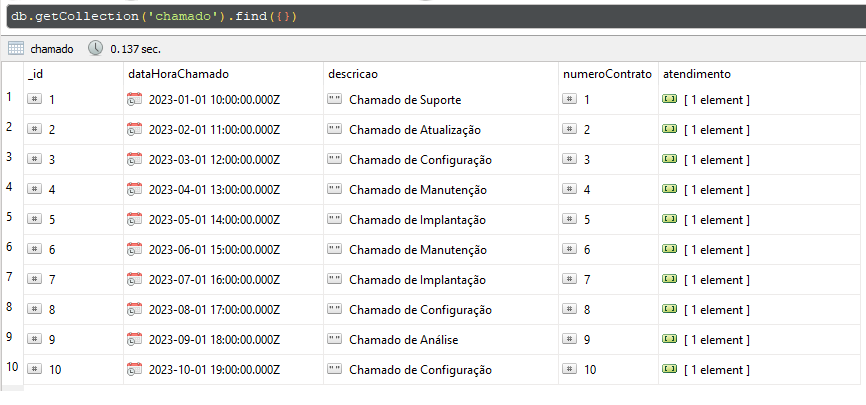 db.getCollection('chamado').find({})
chamado 0.137 sec.
_id dataHoraChamado descricao numeroContrato atendimento
1 # 1 2023-01-01 10:00:00.000Z "" Chamado de Suporte # 1 [ 1 element ]
2 # 2 2023-02-01 11:00:00.000Z "" Chamado de Atualização # 2 [ 1 element ]
3 # 3 2023-03-01 12:00:00.000Z "" Chamado de Configuração # 3 [ 1 element ]
4 # 4 2023-04-01 13:00:00.000Z "" Chamado de Manutenção # 4 [ 1 element ]
5 # 5 2023-05-01 14:00:00.000Z "" Chamado de Implantação # 5 [ 1 element ]
6 # 6 2023-06-01 15:00:00.000Z "" Chamado de Manutenção # 6 [ 1 element ]
7 # 7 2023-07-01 16:00:00.000Z "" Chamado de Implantação # 7 [ 1 element ]
8 # 8 2023-08-01 17:00:00.000Z "" Chamado de Configuração # 8 [ 1 element ]
9 # 9 2023-09-01 18:00:00.000Z "" Chamado de Análise # 9 [ 1 element ]
10 # 10 2023-10-01 19:00:00.000Z "" Chamado de Configuração # 10 [ 1 element ]